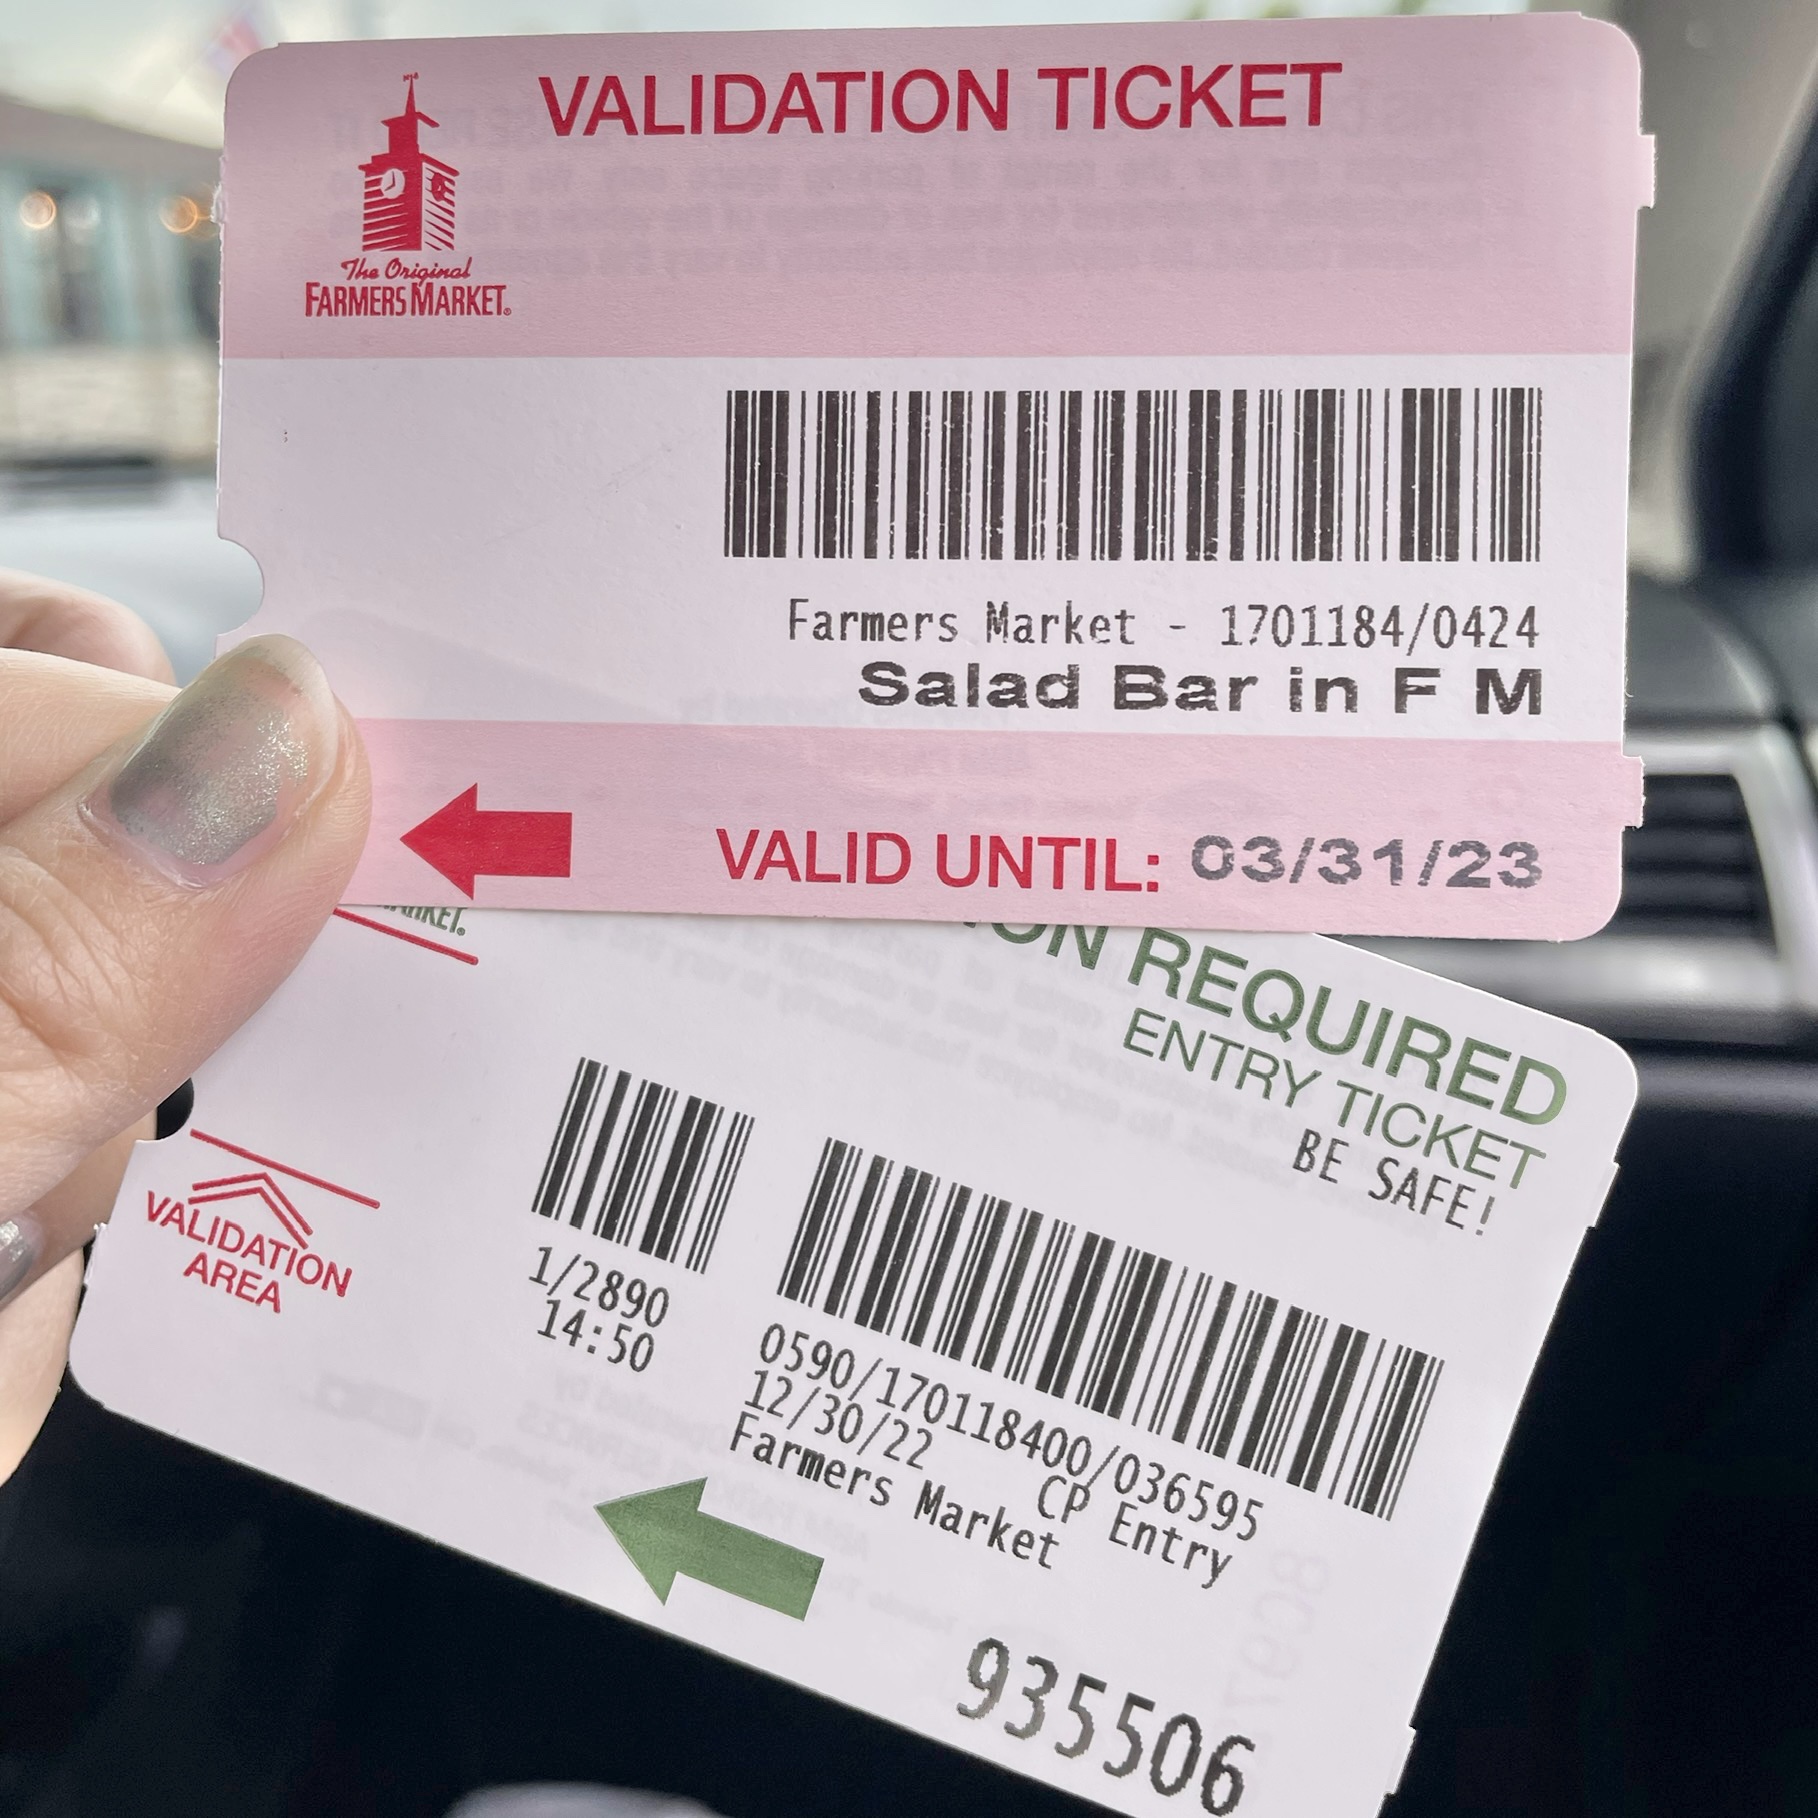 VALIDATION TICKET
The Original
FARMERS MARKET.
Farmers Market - 1701184/0424
Salad Bar in F M
VALID UNTIL: 03/31/23
REQUIRED
ENTRY TICKET
BE SAFE!
VALIDATION
AREA
1/2890
14:50
0590/170118400/036595
12/30/22 CP Entry
Farmers Market
935506